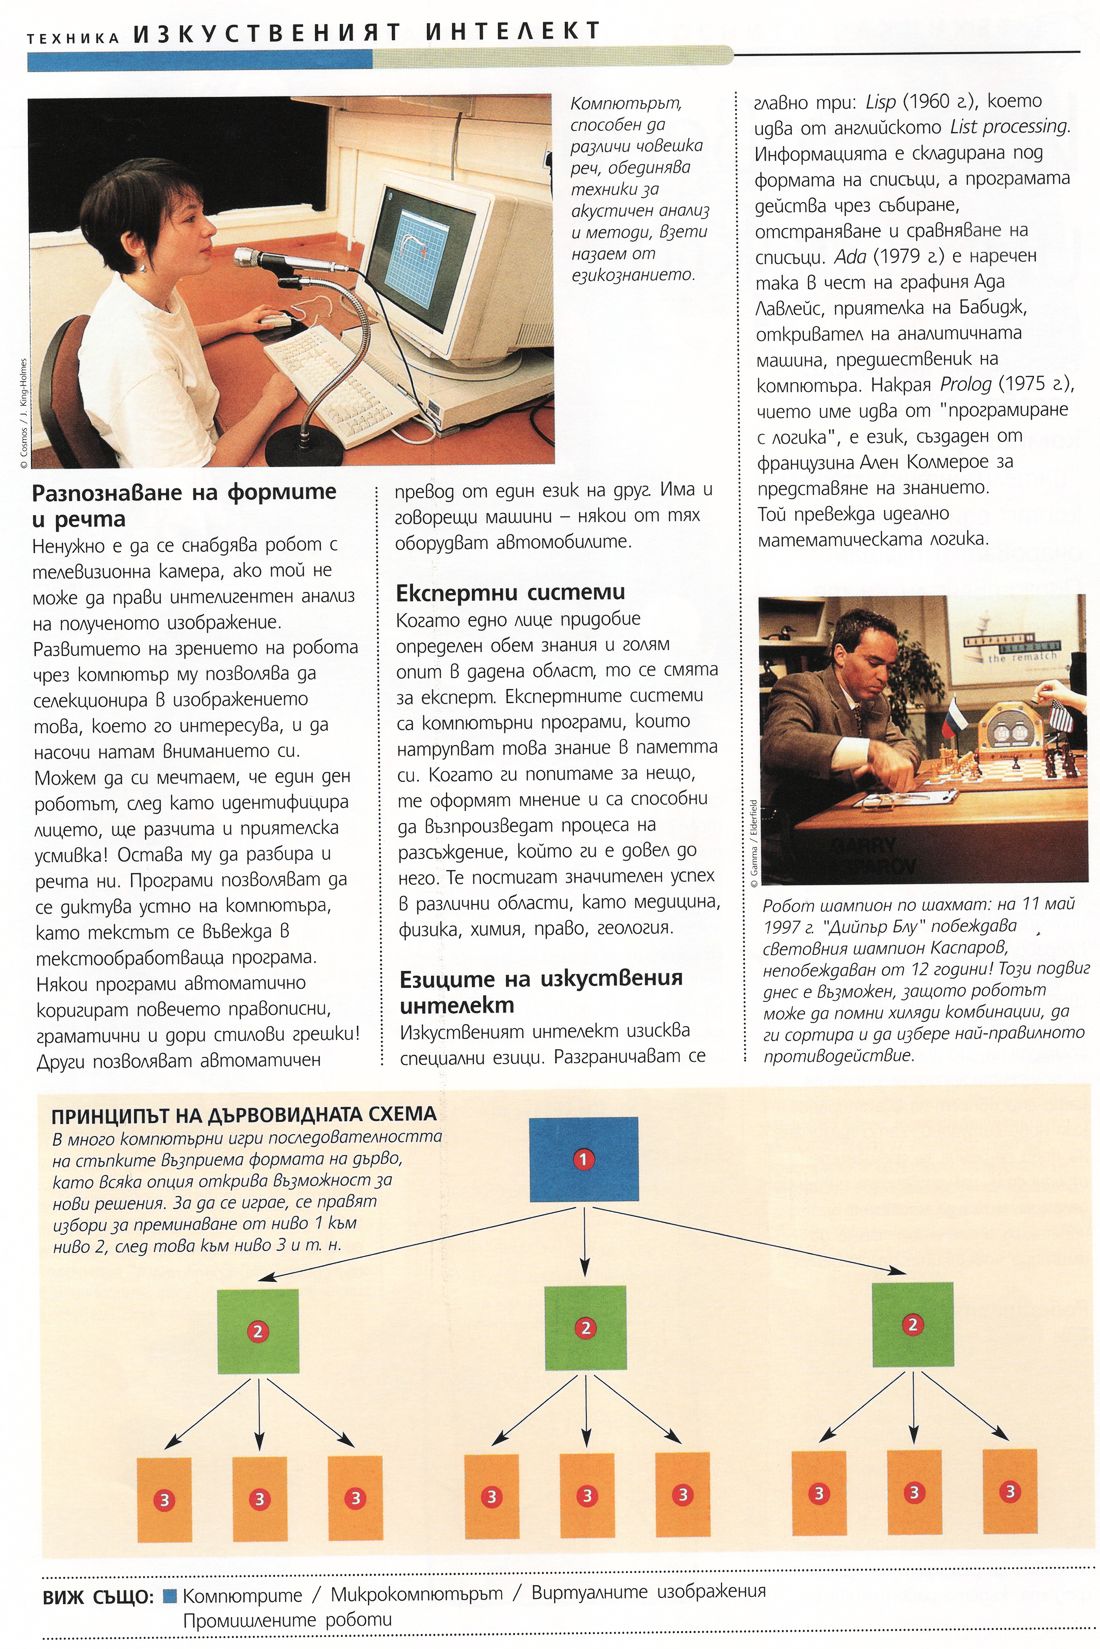 ТЕХНИКА ИЗКУСТВЕНИЯТ ИНТЕЛЕКТ
© Cosmos / J. King-Holmes
Компютърът,
способен да
различи човешка
реч, обединява
техники за
акустичен анализ
и методи, взети
назаем от
езикознанието.
Разпознаване на формите
и речта
Ненужно е да се снабдява робот с
телевизионна камера, ако той не
може да прави интелигентен анализ
на полученото изображение.
Развитието на зрението на робота
чрез компютър му позволява да
селекционира в изображението
това, което го интересува, и да
насочи натам вниманието си.
Можем да си мечтаем, че един ден
роботът, след като идентифицира
лицето, ще разчита и приятелска
усмивка! Остава му да разбира и
речта ни. Програми позволяват да
се диктува устно на компютъра,
като текстът се въвежда в
текстообработваща програма.
Някои програми автоматично
коригират повечето правописни,
граматични и дори стилови грешки!
Други позволяват автоматичен
превод от един език на друг. Има и
говорещи машини – някои от тях
оборудват автомобилите.
Експертни системи
Когато едно лице придобие
определен обем знания и голям
опит в дадена област, то се смята
за експерт. Експертните системи
са компютърни програми, които
натрупват това знание в паметта
си. Когато ги попитаме за нещо,
те оформят мнение и са способни
да възпроизведат процеса на
разсъждение, който ги е довел до
него. Те постигат значителен успех
в различни области, като медицина,
физика, химия, право, геология.
Езиците на изкуствения
интелект
Изкуственият интелект изисква
специални езици. Разграничават се
главно три: Lisp (1960 г.), което
идва от английското List processing.
Информацията е складирана под
формата на списъци, а програмата
действа чрез събиране,
отстраняване и сравняване на
списъци. Ada (1979 г.) е наречен
така в чест на графиня Ада
Лавлейс, приятелка на Бабидж,
откривател на аналитичната
машина, предшественик на
компютъра. Накрая Prolog (1975 г.),
чието име идва от "програмиране
с логика", е език, създаден от
французина Ален Колмерое за
представяне на знанието.
Той превежда идеално
математическата логика.
the rematch
GARRY
KASPAROV
© Gamma / Elderfield
Робот шампион по шахмат: на 11 май
1997 г. "Дийпър Блу" побеждава
световния шампион Каспаров,
непобеждаван от 12 години! Този подвиг
днес е възможен, защото роботът
може да помни хиляди комбинации, да
ги сортира и да избере най-правилното
противодействие.
ПРИНЦИПЪТ НА ДЪРВОВИДНАТА СХЕМА
В много компютърни игри последователността
на стъпките възприема формата на дърво,
като всяка опция открива възможност за
нови решения. За да се играе, се правят
избори за преминаване от ниво 1 към
ниво 2, след това към ниво 3 и т. н.
1
2 2 2
3 3 3 3 3 3 3 3 3
ВИЖ СЪЩО: Компютрите / Микрокомпютърът / Виртуалните изображения
Промишлените роботи